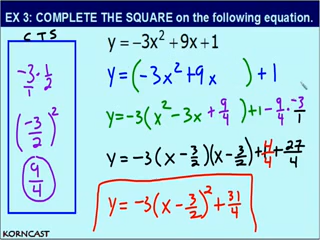 EX 3: COMPLETE THE SQUARE on the following equation.
C T S
-3/1 · 1/2
(-3/2)²
9/4
y = −3x² + 9x + 1
y = (-3x² + 9x    ) + 1
y = -3(x² - 3x + 9/4) + 1 - 9/4 · -3/1
y = -3(x - 3/2)(x - 3/2) + 4/4 + 27/4
y = -3(x - 3/2)² + 31/4
KORNCAST